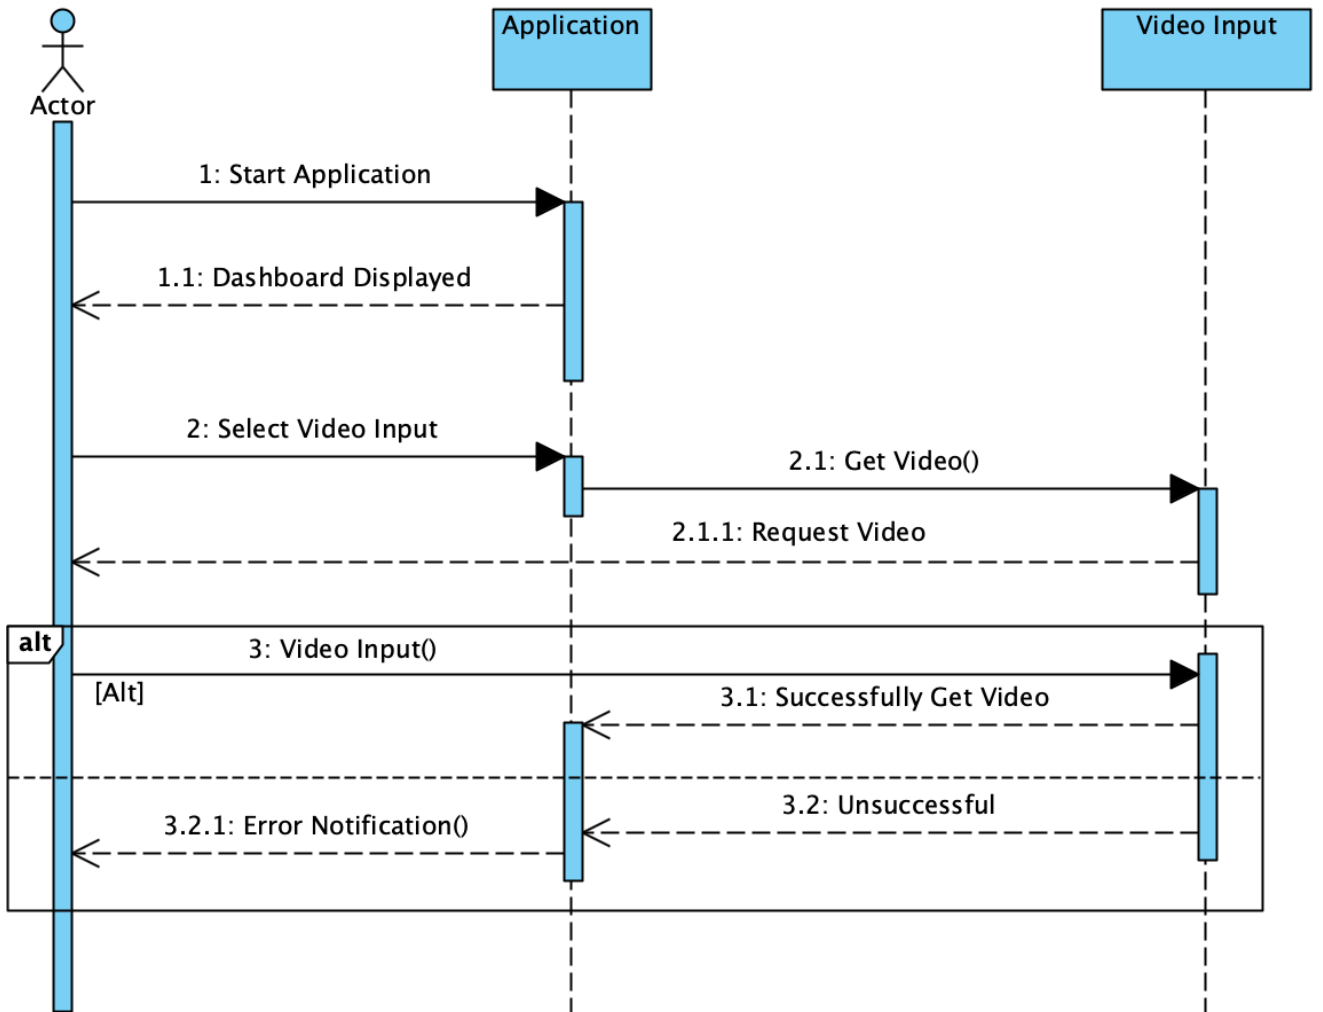 Application
Video Input
Actor
1: Start Application
1.1: Dashboard Displayed
2: Select Video Input
2.1: Get Video()
2.1.1: Request Video
alt
3: Video Input()
[Alt]
3.1: Successfully Get Video
3.2: Unsuccessful
3.2.1: Error Notification()